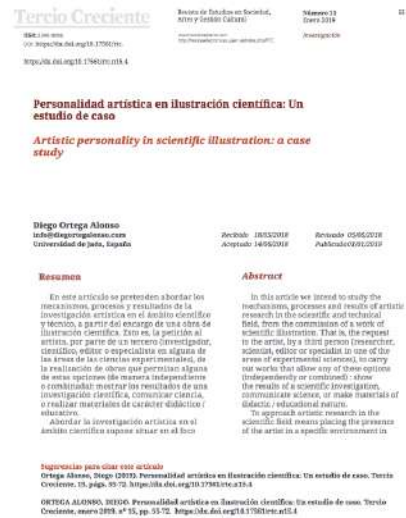 Tercio Creciente
Revista de Estudios en Sociedad,
Artes y Gestión Cultural
Número 15
Enero 2019
Investigación
Personalidad artística en ilustración científica: Un
estudio de caso
Artistic personality in scientific illustration: a case
study
Diego Ortega Alonso
info@diegortegalonso.com
Universidad de Jaén, España
Recibido 18/05/2018
Revisado 05/06/2018
Aceptado 14/06/2018
Publicado 01/01/2019
Resumen
En este artículo se pretenden abordar los
mecanismos, procesos y resultados de la
investigación artística en el ámbito científico
y técnico, a partir del encargo de una obra de
ilustración científica. Esto es, la petición al
artista, por parte de un tercero (investigador,
científico, editor o especialista en alguna de
las áreas de las ciencias experimentales), de
la realización de obras que permitan alguna
de estas opciones (de manera independiente
o combinada): mostrar los resultados de una
investigación científica, comunicar ciencia,
o realizar materiales de carácter didáctico /
educativo.
Abordar la investigación artística en el
ámbito científico supone situar en el foco
Abstract
In this article we intend to study the
mechanisms, processes and results of artistic
research in the scientific and technical
field, from the commission of a work of
scientific illustration. That is, the request
to the artist, by a third person (researcher,
scientist, editor or specialist in one of the
areas of experimental sciences), to carry
out works that allow any of these options
(independently or combined) : show
the results of a scientific investigation,
communicate science, or make materials of
didactic / educational nature.
To approach artistic research in the
scientific field means placing the presence
of the artist in a specific environment in
Sugerencias para citar este artículo
Ortega Alonso, Diego (2019). Personalidad artística en ilustración científica: Un estudio de caso. Tercio
Creciente, 15, págs. 55-72, https://dx.doi.org/10.17561/rtc.n15.4
ORTEGA ALONSO, DIEGO. Personalidad artística en ilustración científica: Un estudio de caso. Tercio
Creciente, enero 2019, nº 15, pp. 55-72, https://dx.doi.org/10.17561/rtc.n15.4